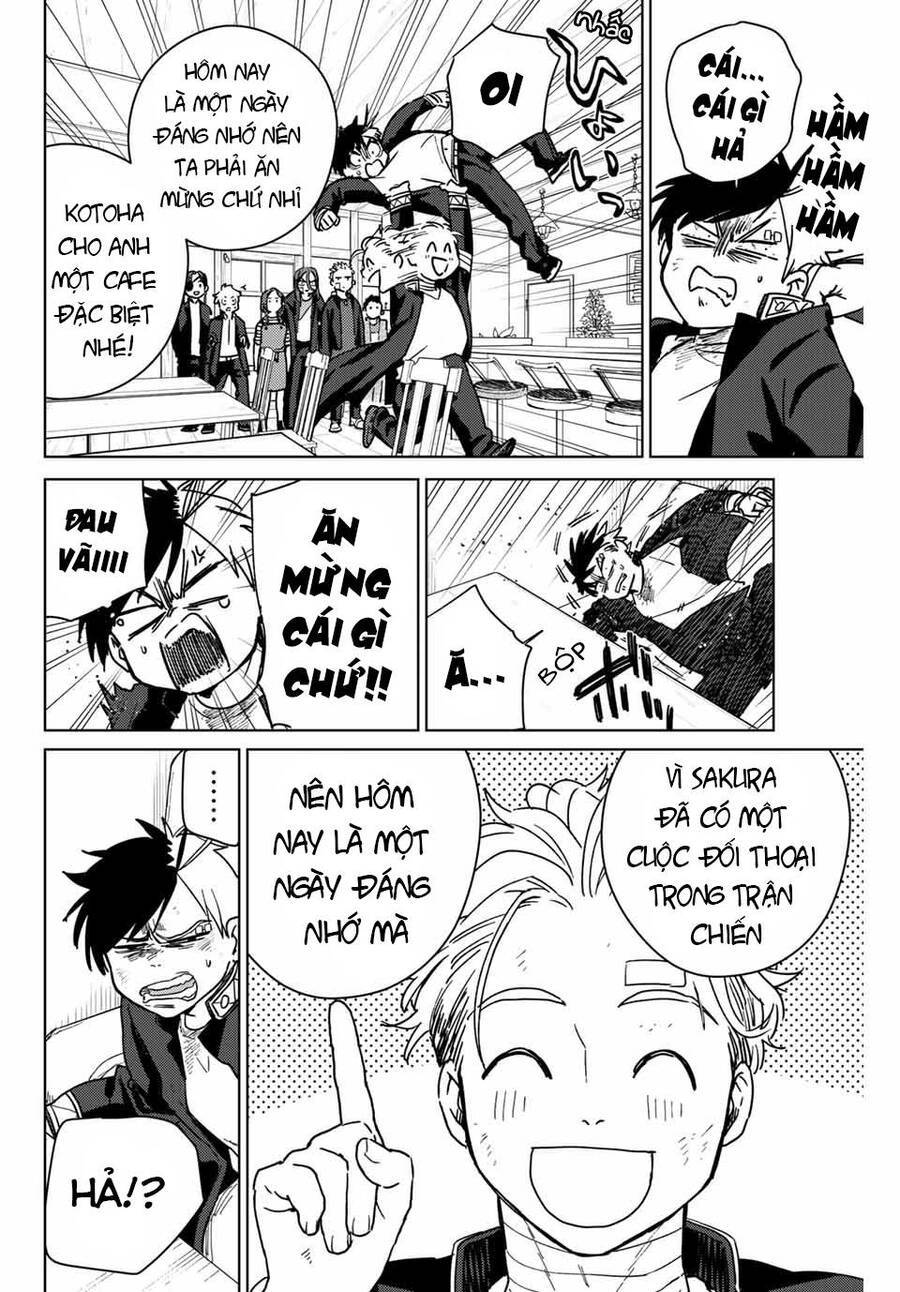 CÁI...
CÁI GÌ
HẢ
HẦM
HẦM
HẦM
nhấc
ひょい
OI
HÔM NAY
LÀ MỘT NGÀY
ĐÁNG NHỚ NÊN
TA PHẢI ĂN
MỪNG CHỨ NHỈ
KOTOHA
CHO ANH
MỘT CAFE
ĐẶC BIỆT
NHÉ!
BỘP
Ă...
ĂN
MỪNG
CÁI GÌ
CHỨ!!
ĐAU
VÃIIII
VÌ SAKURA
ĐÃ CÓ MỘT
CUỘC ĐỐI THOẠI
TRONG TRẬN
CHIẾN
NÊN HÔM
NAY LÀ MỘT
NGÀY ĐÁNG
NHỚ MÀ
......
HẢ!?